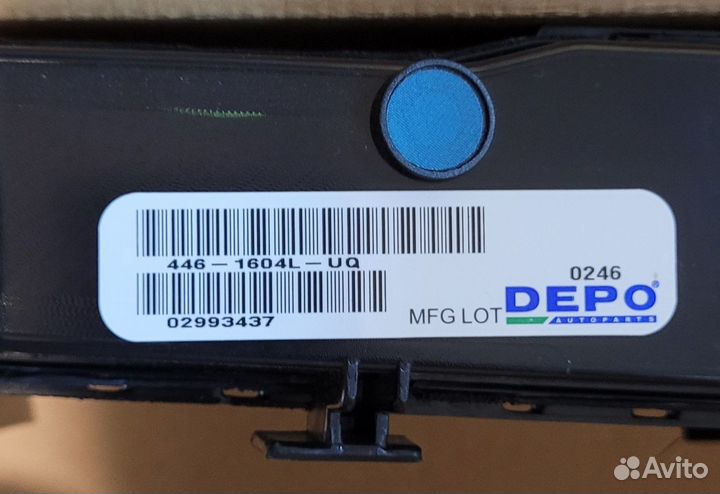 446-1604L-UQ
02993437
0246
MFG LOT DEPO®
AUTOPARTS
Avito